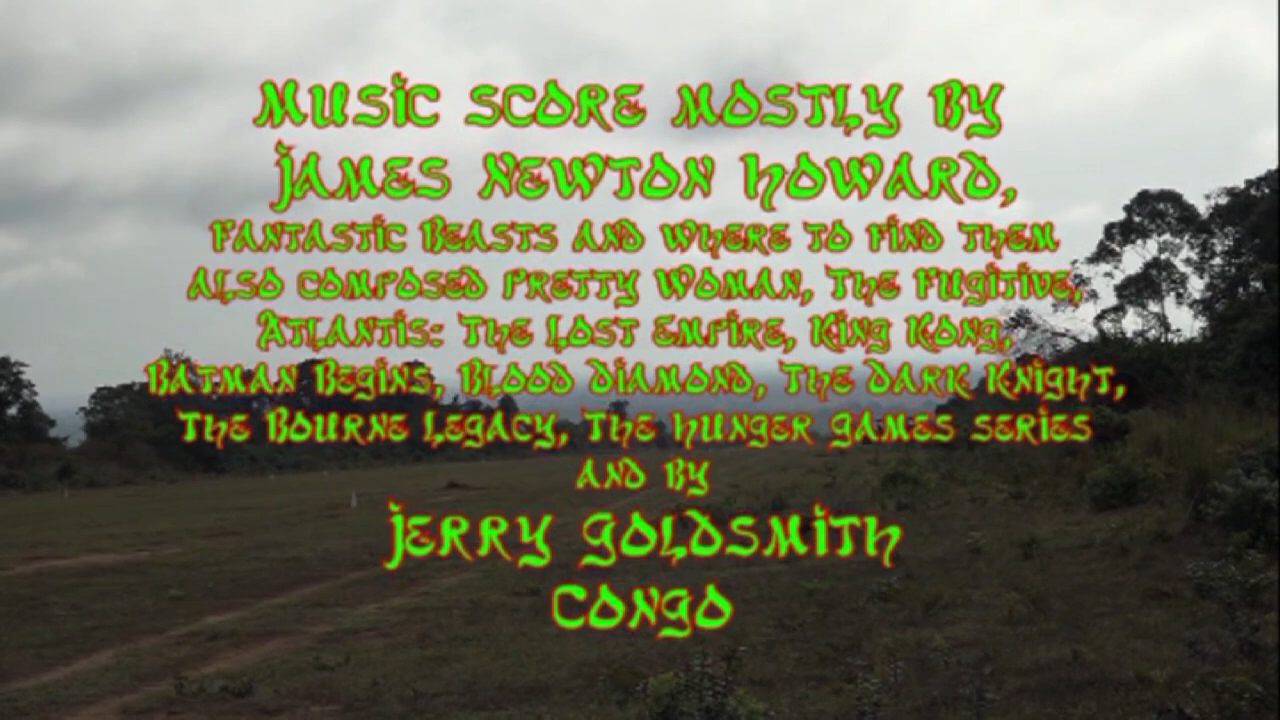 Music score mostly by
James Newton Howard,
Fantastic Beasts and where to find them
Also composed Pretty Woman, The Fugitive,
Atlantis: The Lost Empire, King Kong,
Batman Begins, Blood Diamond, The Dark Knight,
The Bourne Legacy, The Hunger Games series
and by
Jerry Goldsmith
Congo